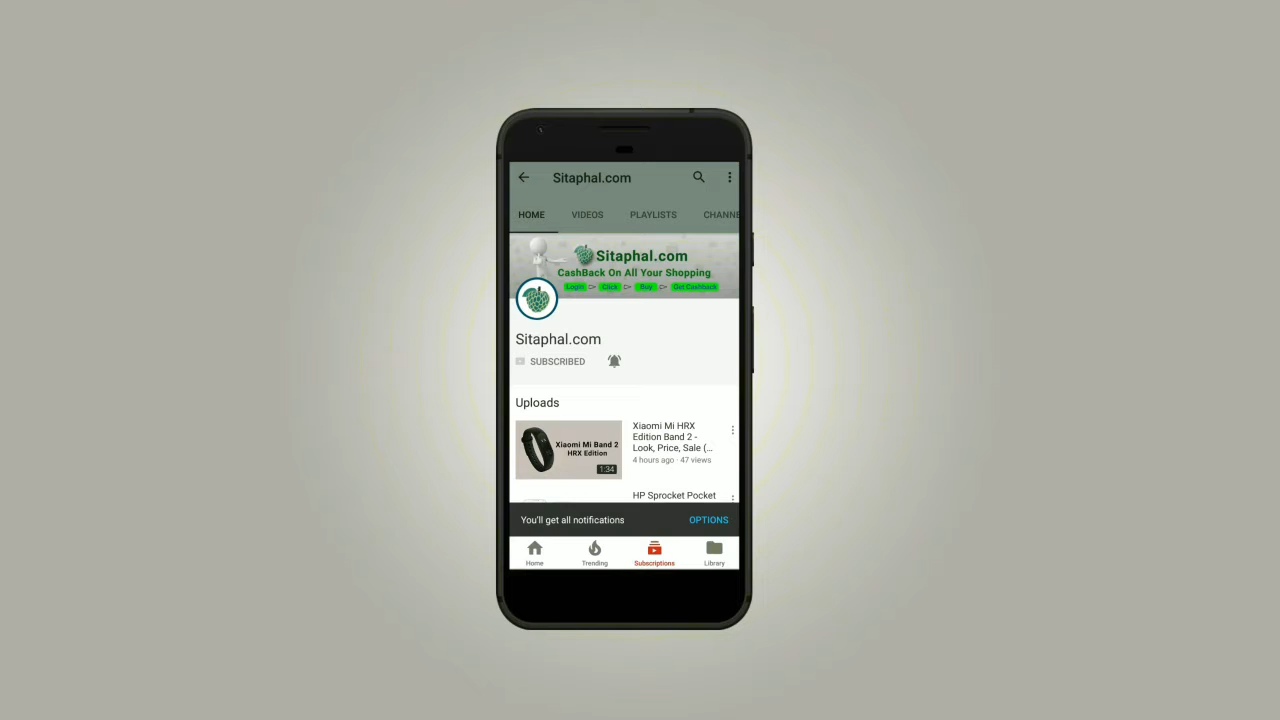 Sitaphal.com
HOME VIDEOS PLAYLISTS CHANNE
Sitaphal.com
CashBack On All Your Shopping
Login Click Buy Get Cashback
Sitaphal.com
SUBSCRIBED
Uploads
Xiaomi Mi Band 2
HRX Edition
1:34
Xiaomi Mi HRX
Edition Band 2 -
Look, Price, Sale (...
4 hours ago · 47 views
HP Sprocket Pocket
You'll get all notifications OPTIONS
Home Trending Subscriptions Library